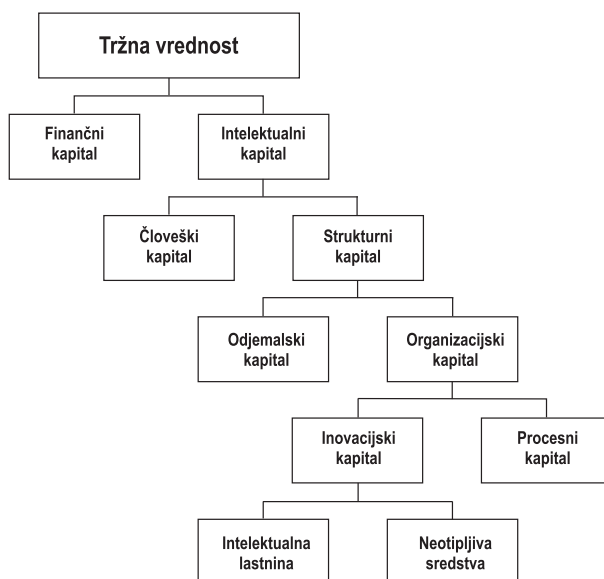 Tržna vrednost
Finančni
kapital
Intelektualni
kapital
Človeški
kapital
Strukturni
kapital
Odjemalski
kapital
Organizacijski
kapital
Inovacijski
kapital
Procesni
kapital
Intelektualna
lastnina
Neotipljiva
sredstva